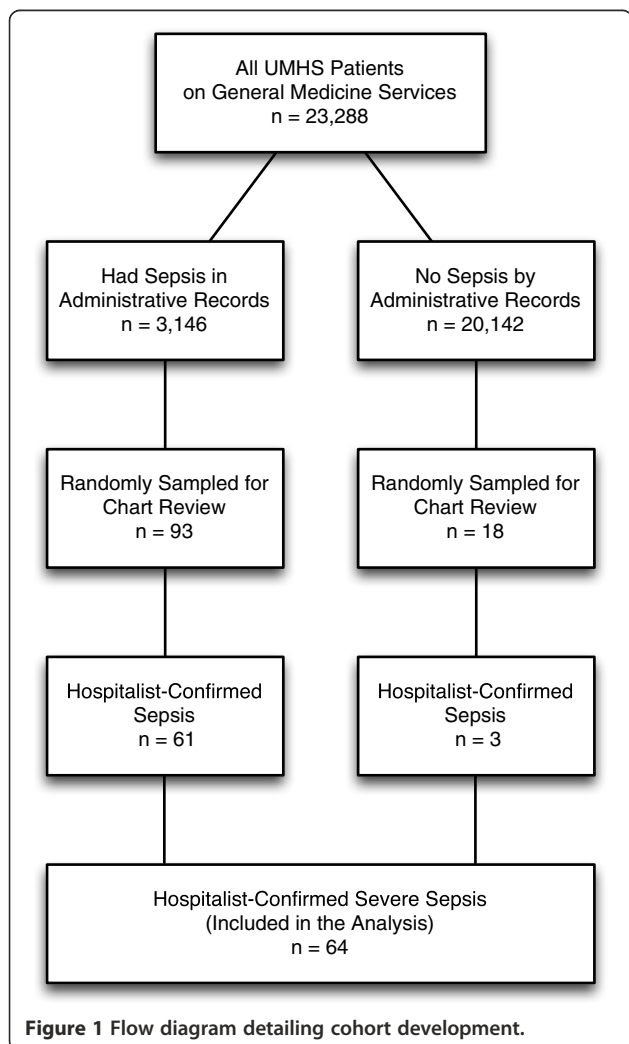 All UMHS Patients
on General Medicine Services
n = 23,288
Had Sepsis in
Administrative Records
n = 3,146
No Sepsis by
Administrative Records
n = 20,142
Randomly Sampled for
Chart Review
n = 93
Randomly Sampled for
Chart Review
n = 18
Hospitalist-Confirmed
Sepsis
n = 61
Hospitalist-Confirmed
Sepsis
n = 3
Hospitalist-Confirmed Severe Sepsis
(Included in the Analysis)
n = 64
Figure 1 Flow diagram detailing cohort development.